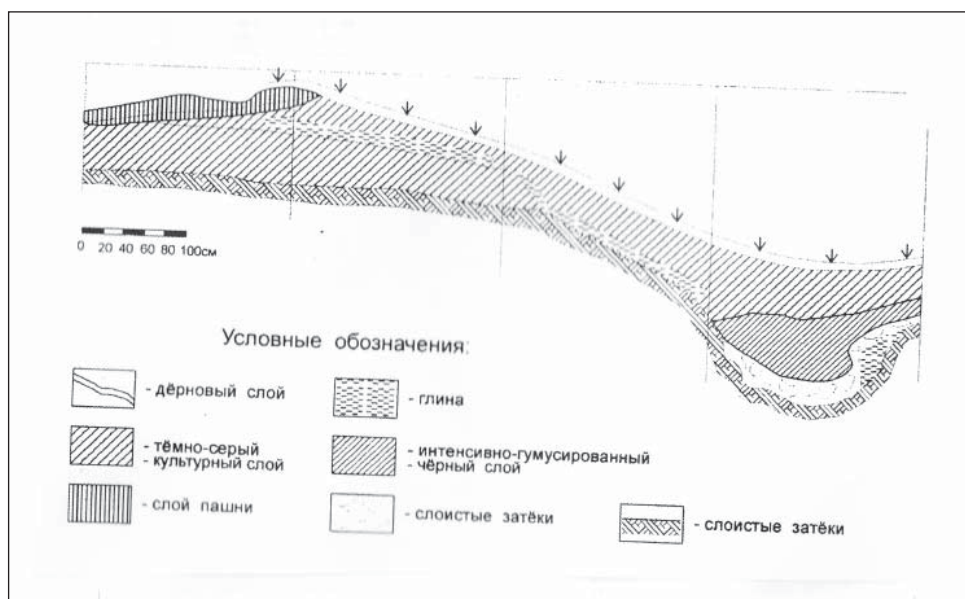 0 20 40 60 80 100см
Условные обозначения:
- дёрновый слой
- глина
- тёмно-серый
- культурный слой
- интенсивно-гумусированный
- чёрный слой
- слой пашни
- слоистые затёки
- слоистые затёки